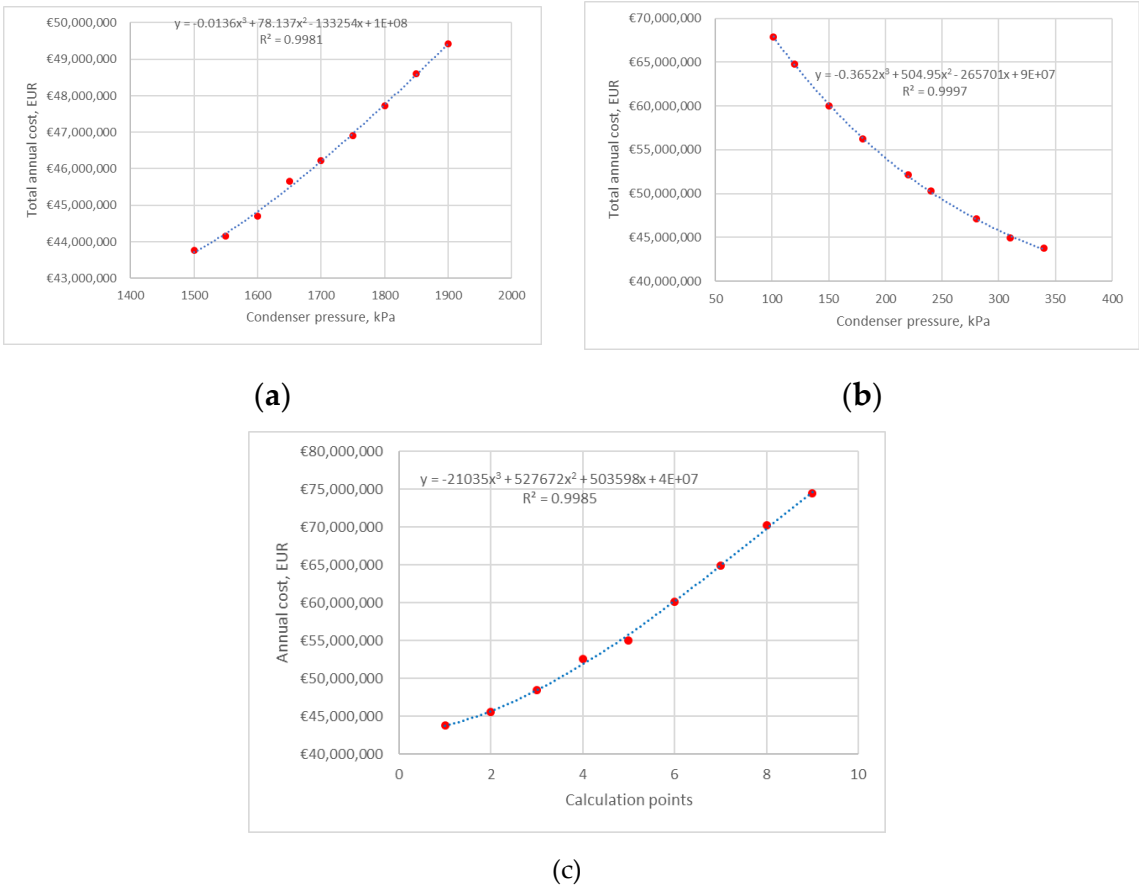 €50,000,000
€49,000,000
€48,000,000
€47,000,000
€46,000,000
€45,000,000
€44,000,000
€43,000,000
1400 1500 1600 1700 1800 1900 2000
Total annual cost, EUR
Condenser pressure, kPa
y = -0.0136x³ + 78.137x² - 133254x + 1E+08
R² = 0.9981
(a)
€70,000,000
€65,000,000
€60,000,000
€55,000,000
€50,000,000
€45,000,000
€40,000,000
50 100 150 200 250 300 350 400
Total annual cost, EUR
Condenser pressure, kPa
y = -0.3652x³ + 504.95x² - 265701x + 9E+07
R² = 0.9997
(b)
€80,000,000
€75,000,000
€70,000,000
€65,000,000
€60,000,000
€55,000,000
€50,000,000
€45,000,000
€40,000,000
0 2 4 6 8 10
Annual cost, EUR
Calculation points
y = -21035x³ + 527672x² + 503598x + 4E+07
R² = 0.9985
(c)